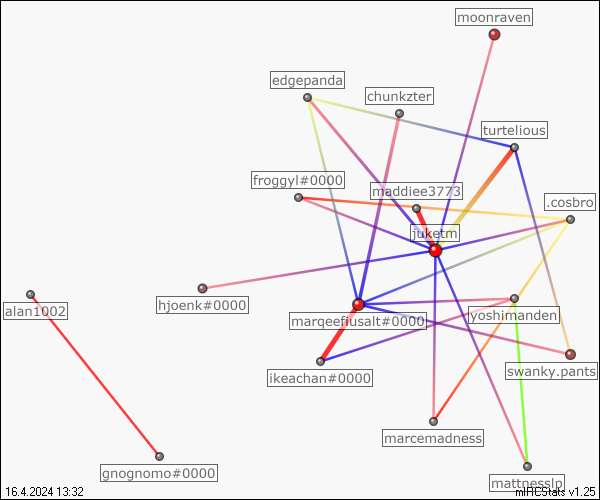 moonraven
edgepanda
chunkzter
turtelious
froggyl#0000
maddiee3773
.cosbro
juketm
hjoenk#0000
alan1002
marqeefiusalt#0000
yoshimanden
ikeachan#0000
swanky.pants
marcemadness
gnognomo#0000
mattnesslp
16.4.2024 13:32
mIRCStats v1.25